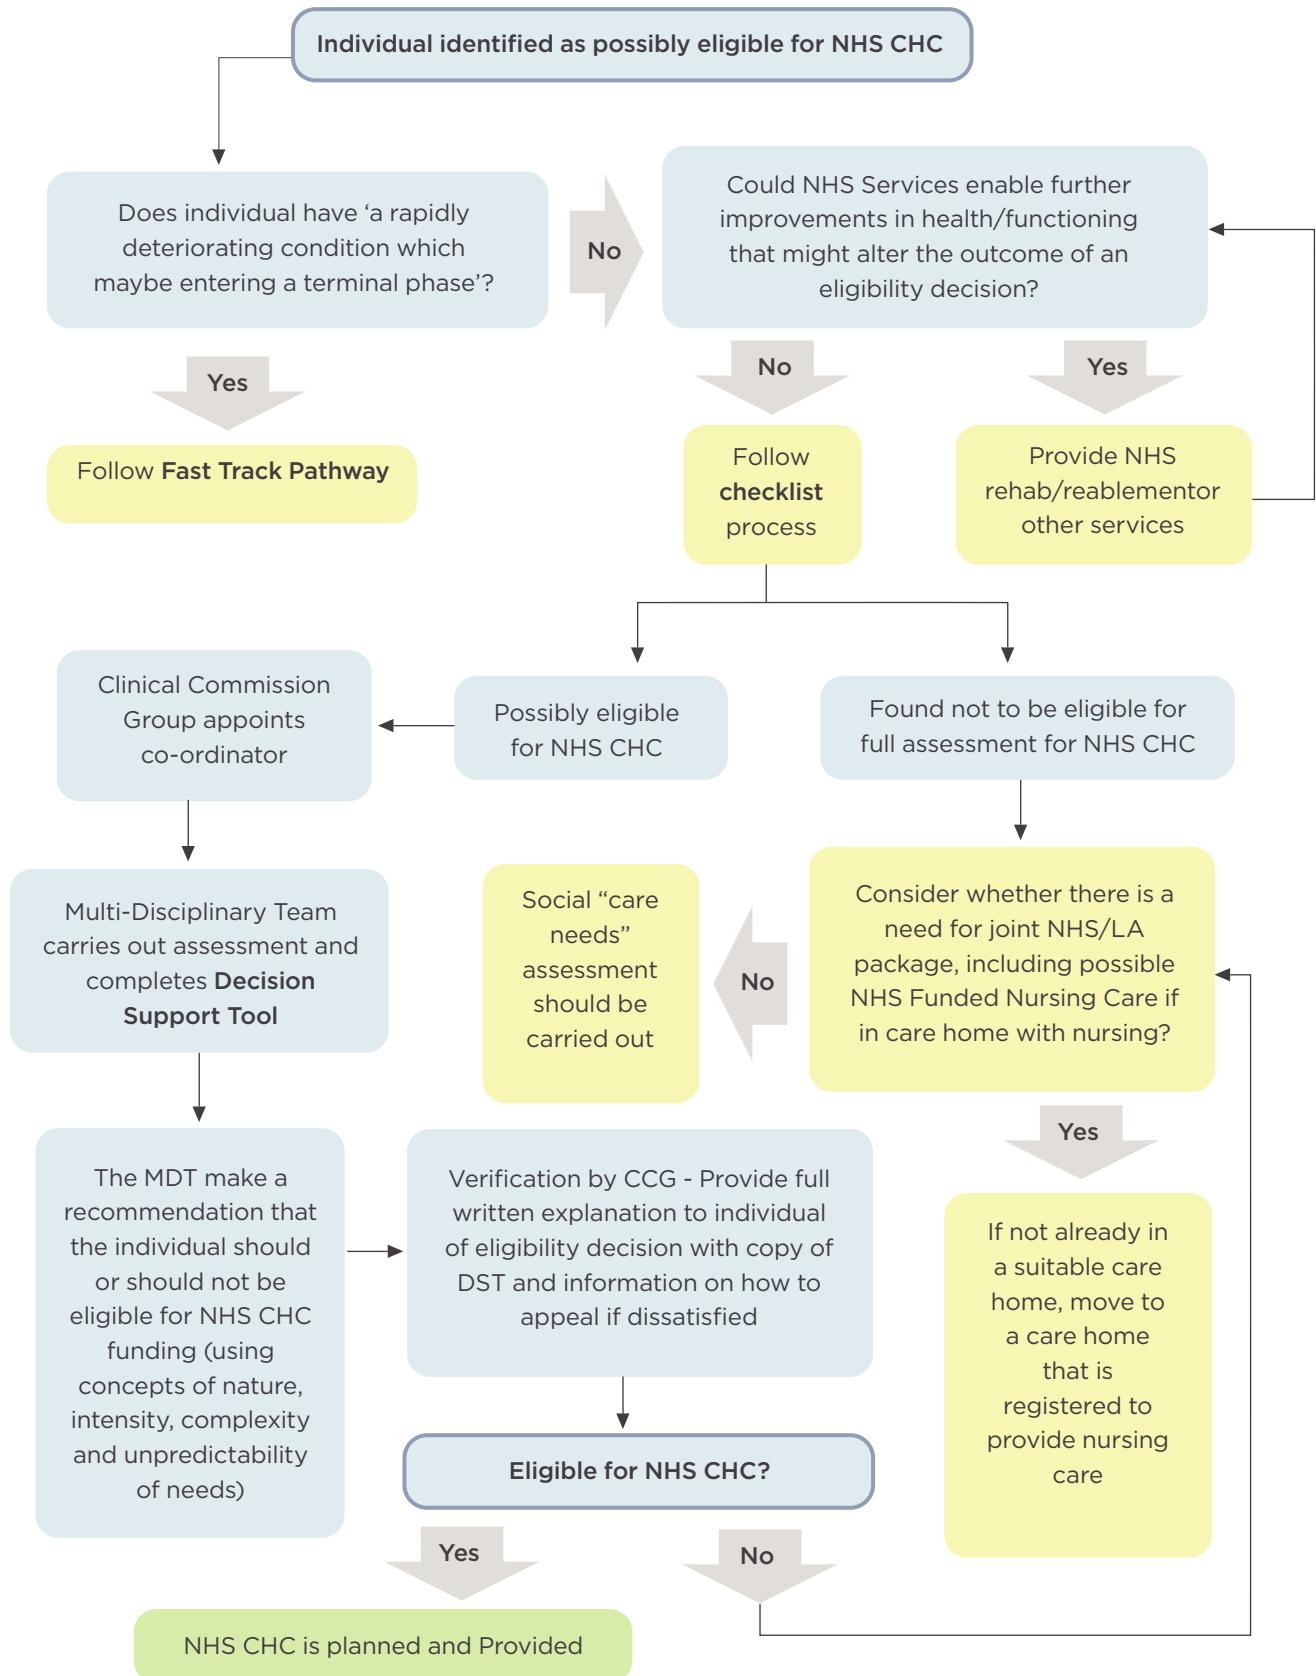 Individual identified as possibly eligible for NHS CHC
Does individual have ‘a rapidly
deteriorating condition which
maybe entering a terminal phase’?
No
Could NHS Services enable further
improvements in health/functioning
that might alter the outcome of an
eligibility decision?
Yes
No
Yes
Follow Fast Track Pathway
Follow
checklist
process
Provide NHS
rehab/reablementor
other services
Clinical Commission
Group appoints
co-ordinator
Possibly eligible
for NHS CHC
Found not to be eligible for
full assessment for NHS CHC
Multi-Disciplinary Team
carries out assessment and
completes Decision
Support Tool
Social “care
needs”
assessment
should be
carried out
No
Consider whether there is a
need for joint NHS/LA
package, including possible
NHS Funded Nursing Care if
in care home with nursing?
Yes
The MDT make a
recommendation that
the individual should
or should not be
eligible for NHS CHC
funding (using
concepts of nature,
intensity, complexity
and unpredictability
of needs)
Verification by CCG - Provide full
written explanation to individual
of eligibility decision with copy of
DST and information on how to
appeal if dissatisfied
If not already in
a suitable care
home, move to
a care home
that is
registered to
provide nursing
care
Eligible for NHS CHC?
Yes
No
NHS CHC is planned and Provided